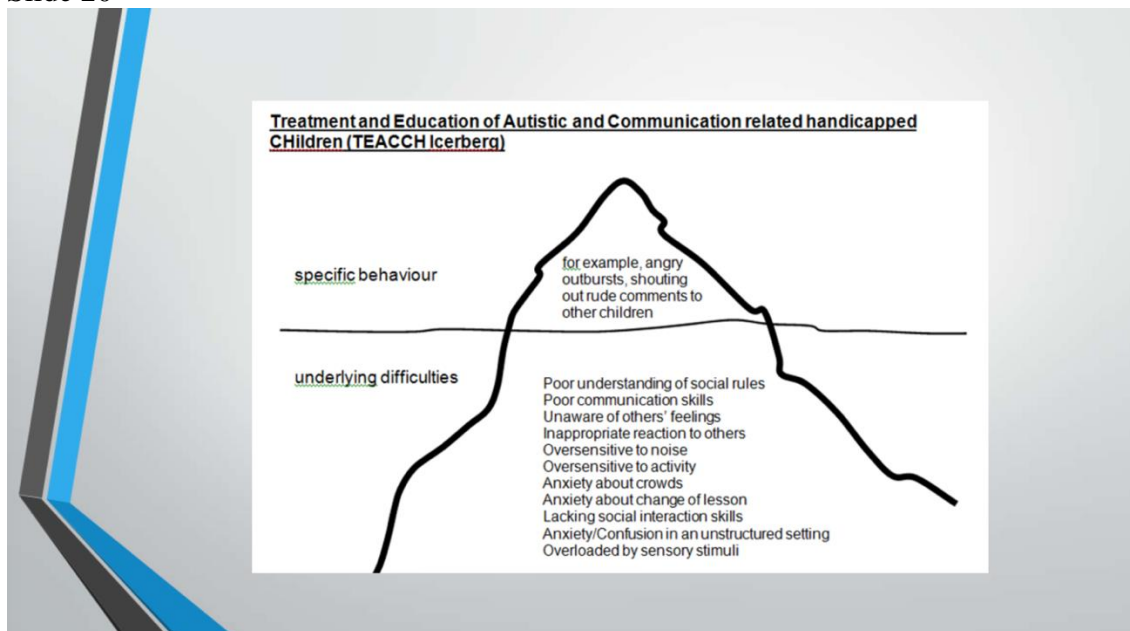 Treatment and Education of Autistic and Communication related handicapped
CHildren (TEACCH Icerberg)
specific behaviour
for example, angry
outbursts, shouting
out rude comments to
other children
underlying difficulties
Poor understanding of social rules
Poor communication skills
Unaware of others' feelings
Inappropriate reaction to others
Oversensitive to noise
Oversensitive to activity
Anxiety about crowds
Anxiety about change of lesson
Lacking social interaction skills
Anxiety/Confusion in an unstructured setting
Overloaded by sensory stimuli